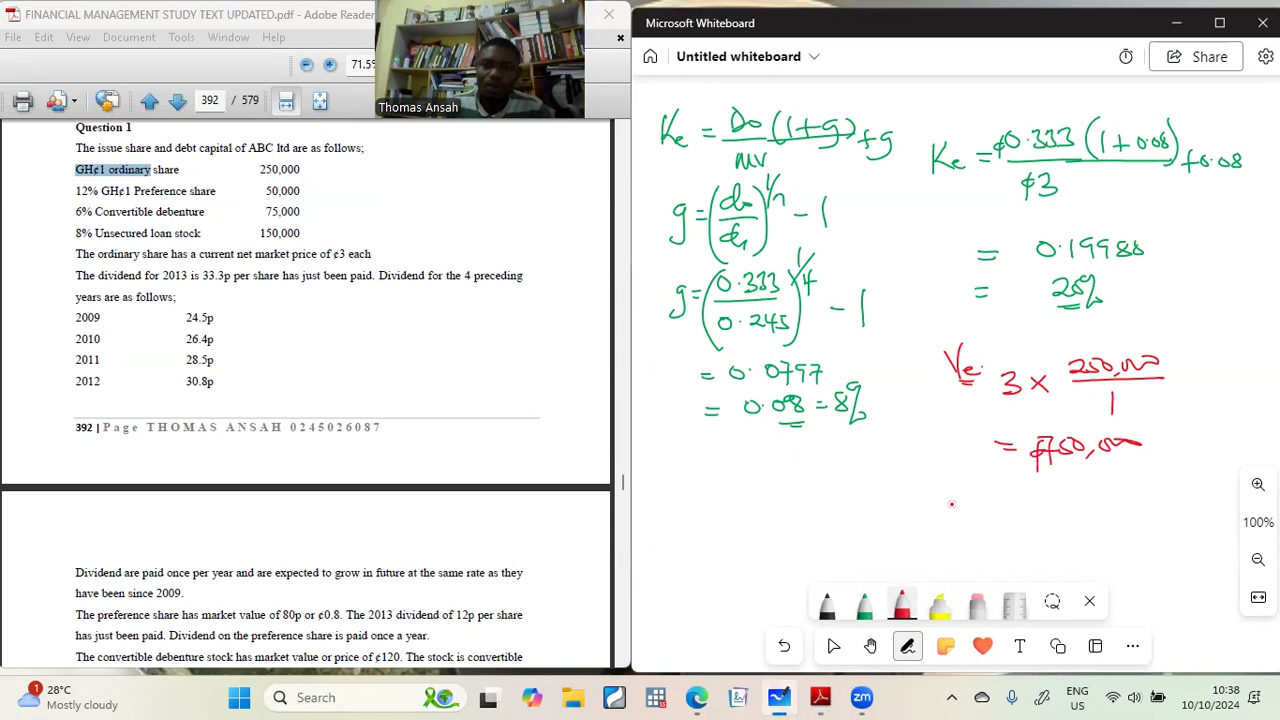 FINANCIAL MANAGEMENT STUDY TEXT UPDATED.pdf - Adobe Reader
File Edit View Document Tools Window Help
392 / 579 71.5%
Thomas Ansah
Question 1
The free share and debt capital of ABC ltd are as follows;
GH¢1 ordinary share 250,000
12% GH¢1 Preference share 50,000
6% Convertible debenture 75,000
8% Unsecured loan stock 150,000
The ordinary share has a current net market price of ¢3 each
The dividend for 2013 is 33.3p per share has just been paid. Dividend for the 4 preceding
years are as follows;
2009 24.5p
2010 26.4p
2011 28.5p
2012 30.8p
392 | Page THOMAS ANSAH 0245026087
Dividend are paid once per year and are expected to grow in future at the same rate as they
have been since 2009.
The preference share has market value of 80p or ¢0.8. The 2013 dividend of 12p per share
has just been paid. Dividend on the preference share is paid once a year.
The convertible debenture stock has market value or price of ¢120. The stock is convertible
Microsoft Whiteboard
Untitled whiteboard
Share
Ke = Do (1+g) + g
MV
g = (do/d1)^1/n - 1
g = (0.333/0.245)^1/4 - 1
= 0.0797
= 0.08 = 8%
Ke = ¢0.333 (1+0.08) + 0.08
¢3
= 0.19988
= 20%
Ve
3 × 250,000
1
= ¢750,000
100%
28°C
Mostly cloudy
1
Search
ENG
UC
10:38
10/10/2024